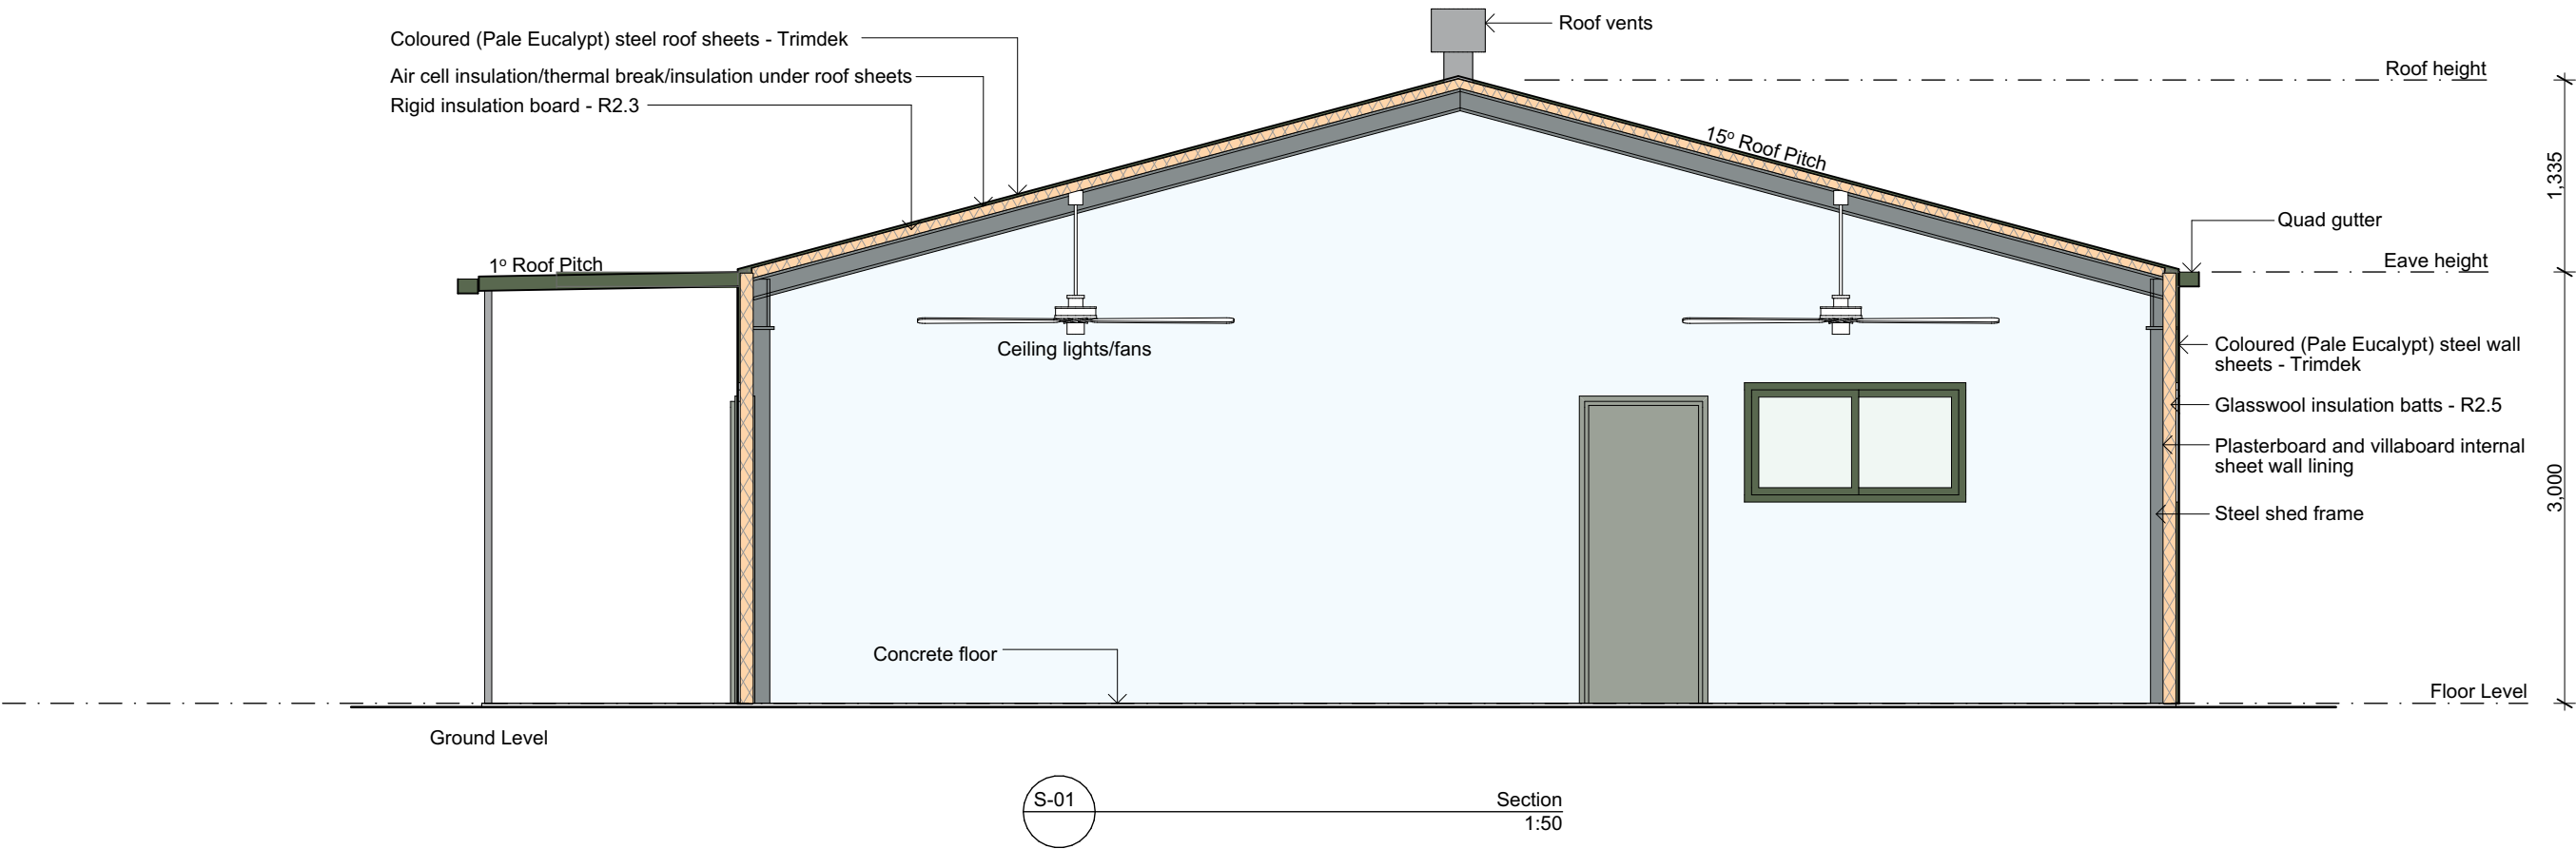 Roof vents
Coloured (Pale Eucalypt) steel roof sheets - Trimdek
Air cell insulation/thermal break/insulation under roof sheets
Rigid insulation board - R2.3
Roof height
15º Roof Pitch
1,335
Quad gutter
1º Roof Pitch
Eave height
Ceiling lights/fans
Coloured (Pale Eucalypt) steel wall
sheets - Trimdek
Glasswool insulation batts - R2.5
Plasterboard and villaboard internal
sheet wall lining
3,000
Steel shed frame
Concrete floor
Floor Level
Ground Level
S-01
Section
1:50